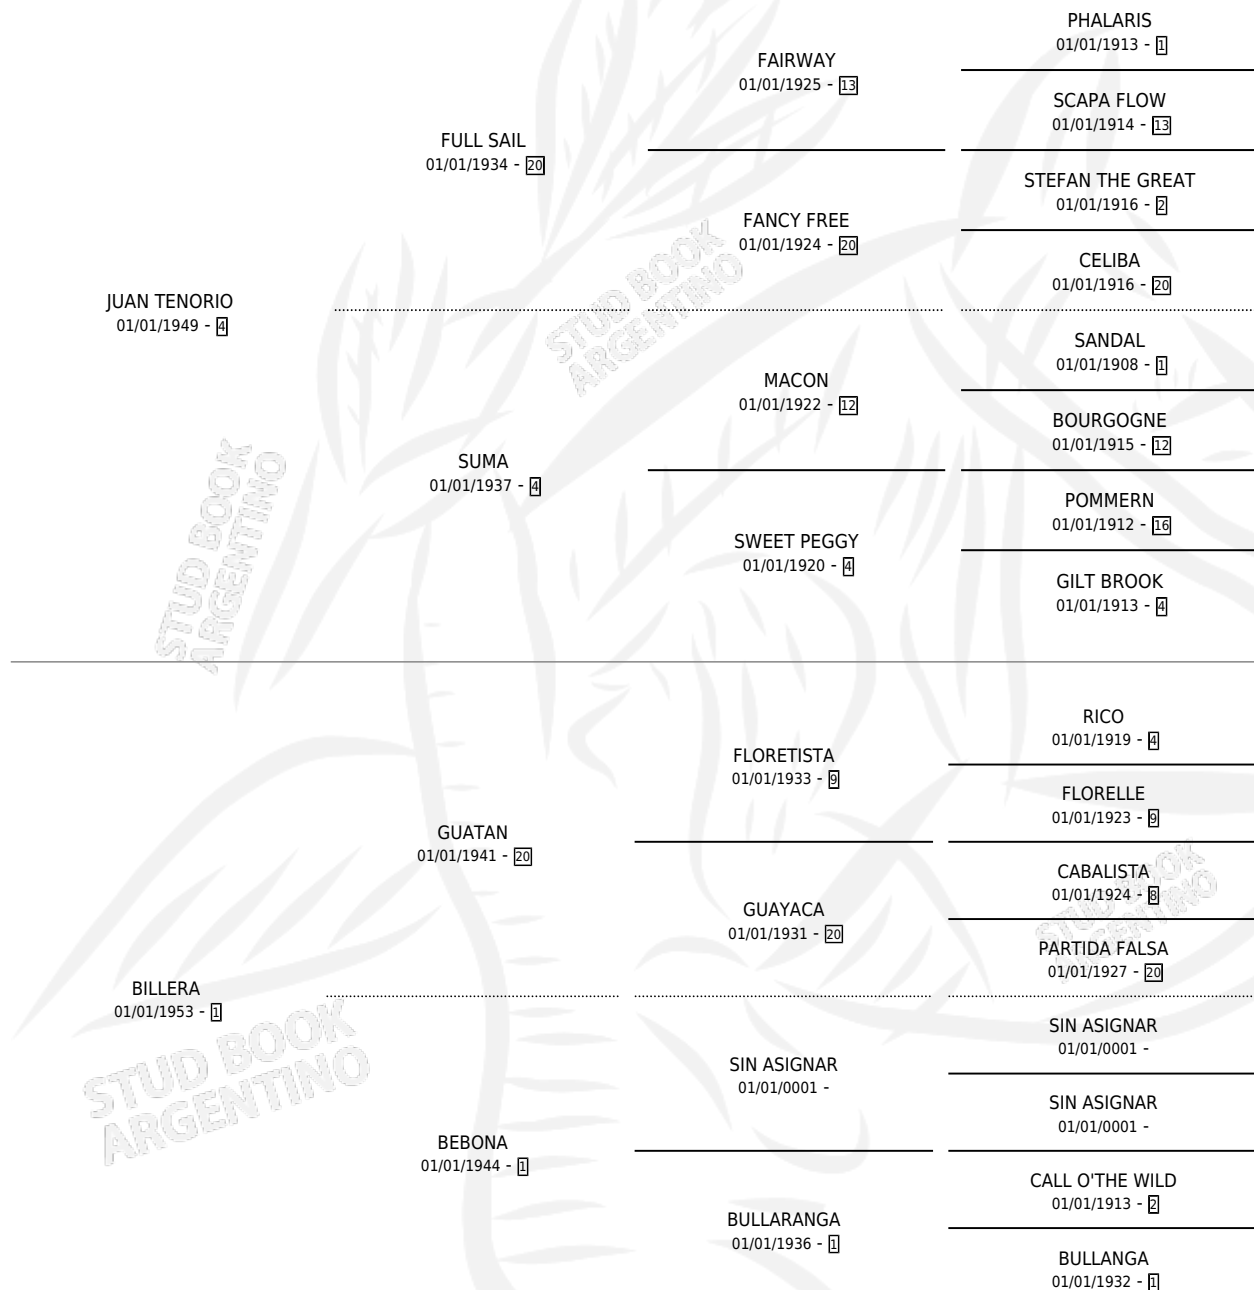 PHALARIS
01/01/1913 - 1
FAIRWAY
01/01/1925 - 13
SCAPA FLOW
01/01/1914 - 13
FULL SAIL
01/01/1934 - 20
STEFAN THE GREAT
01/01/1916 - 2
FANCY FREE
01/01/1924 - 20
CELIBA
01/01/1916 - 20
JUAN TENORIO
01/01/1949 - 4
STUD BOOK
ARGENTINO
SANDAL
01/01/1908 - 1
MACON
01/01/1922 - 12
BOURGOGNE
01/01/1915 - 12
SUMA
01/01/1937 - 4
POMMERN
01/01/1912 - 16
SWEET PEGGY
01/01/1920 - 4
GILT BROOK
01/01/1913 - 4
STUD BOOK
ARGENTINO
RICO
01/01/1919 - 4
FLORETISTA
01/01/1933 - 9
FLORELLE
01/01/1923 - 9
GUATAN
01/01/1941 - 20
CABALISTA
01/01/1924 - 8
GUAYACA
01/01/1931 - 20
STUD BOOK
ARGENTINO
PARTIDA FALSA
01/01/1927 - 20
BILLERA
01/01/1953 - 1
SIN ASIGNAR
01/01/0001 -
SIN ASIGNAR
01/01/0001 -
STUD BOOK
ARGENTINO
SIN ASIGNAR
01/01/0001 -
BEBONA
01/01/1944 - 1
CALL O'THE WILD
01/01/1913 - 2
BULLARANGA
01/01/1936 - 1
BULLANGA
01/01/1932 - 1